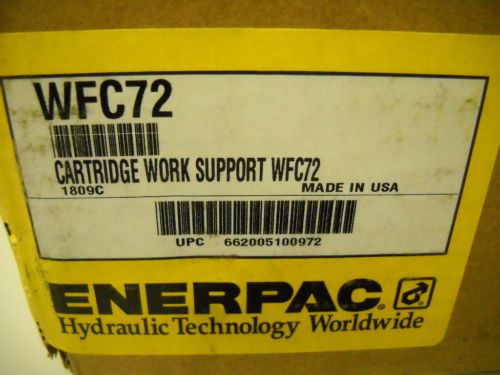 WFC72
CARTRIDGE WORK SUPPORT WFC72
1809C MADE IN USA
UPC 662005100972
ENERPAC.
Hydraulic Technology Worldwide